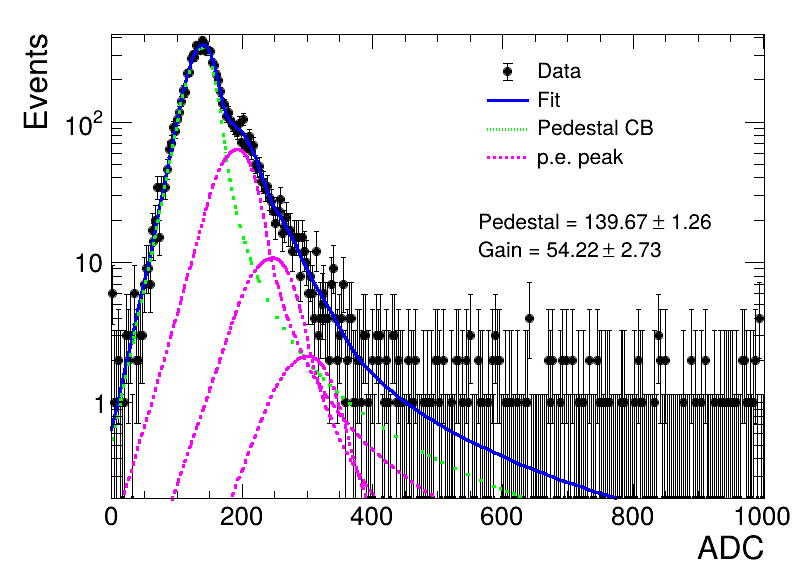 Events
Data
Fit
Pedestal CB
p.e. peak
Pedestal = 139.67 ± 1.26
Gain = 54.22 ± 2.73
10²
10
1
0 200 400 600 800 1000
ADC